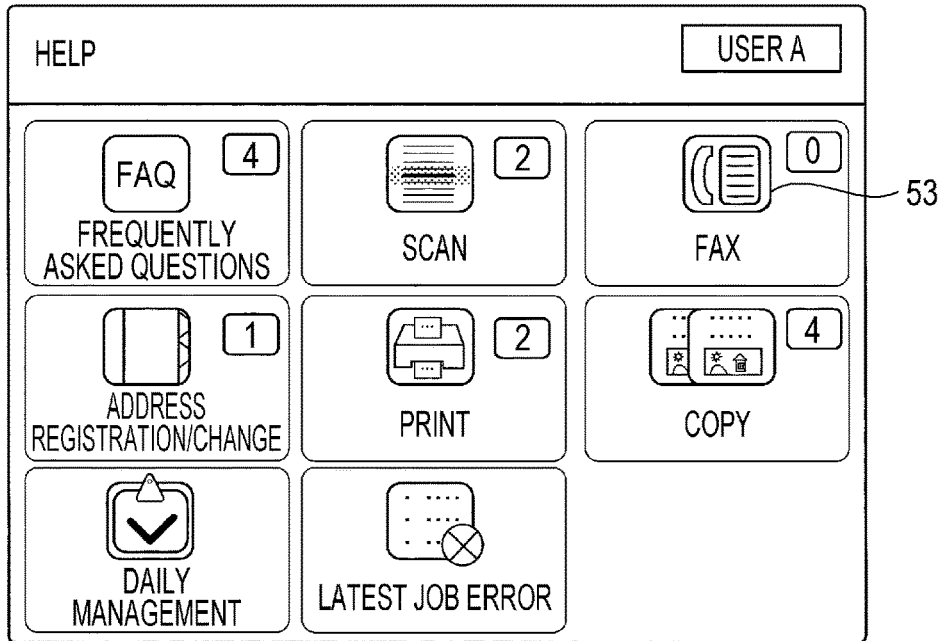 HELP
USER A
FAQ
4
FREQUENTLY
ASKED QUESTIONS
2
SCAN
0
FAX
53
1
ADDRESS
REGISTRATION/CHANGE
2
PRINT
4
COPY
DAILY
MANAGEMENT
LATEST JOB ERROR